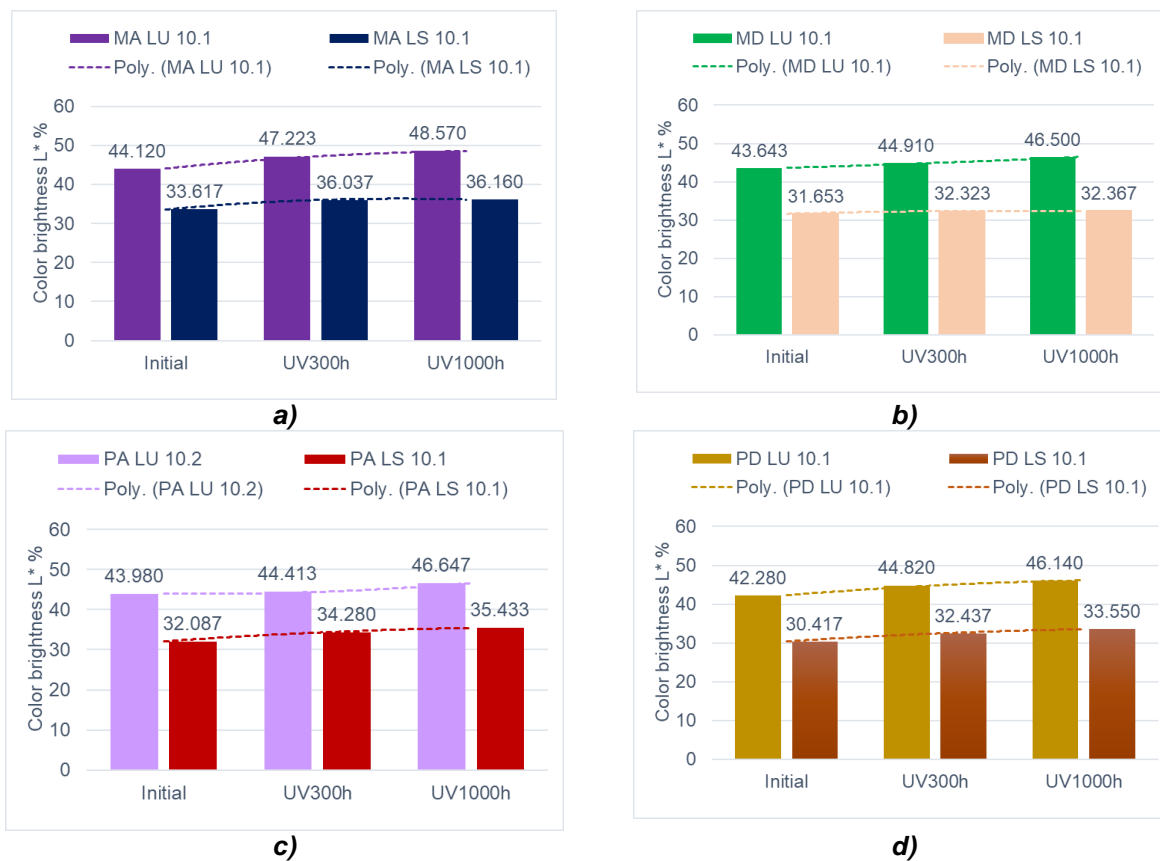 MA LU 10.1 MA LS 10.1
Poly. (MA LU 10.1) Poly. (MA LS 10.1)
Color brightness L* %
60
50
40
30
20
10
0
44.120 47.223 48.570
33.617 36.037 36.160
Initial UV300h UV1000h
a)
MD LU 10.1 MD LS 10.1
Poly. (MD LU 10.1) Poly. (MD LS 10.1)
Color brightness L* %
60
50
40
30
20
10
0
43.643 44.910 46.500
31.653 32.323 32.367
Initial UV300h UV1000h
b)
PA LU 10.2 PA LS 10.1
Poly. (PA LU 10.2) Poly. (PA LS 10.1)
Color brightness L* %
60
50
40
30
20
10
0
43.980 44.413 46.647
32.087 34.280 35.433
Initial UV300h UV1000h
c)
PD LU 10.1 PD LS 10.1
Poly. (PD LU 10.1) Poly. (PD LS 10.1)
Color brightness L* %
60
50
40
30
20
10
0
42.280 44.820 46.140
30.417 32.437 33.550
Initial UV300h UV1000h
d)